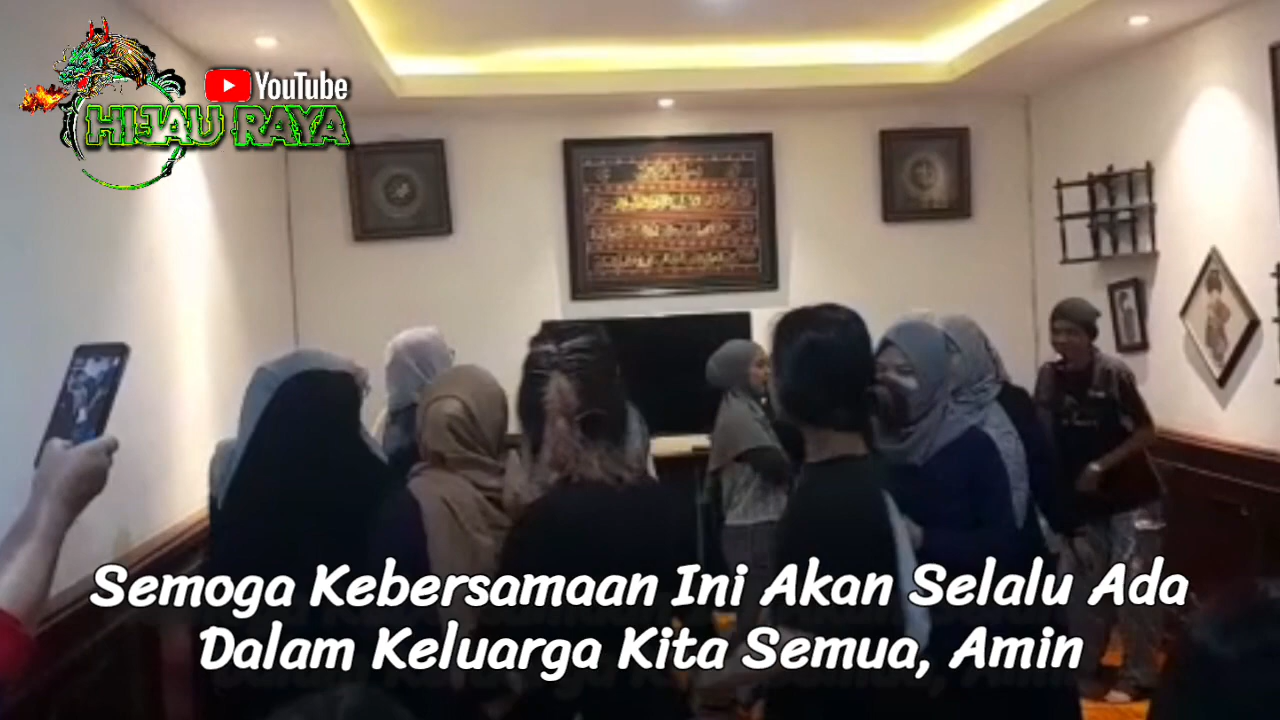 YouTube
HIJAU RAYA
Semoga Kebersamaan Ini Akan Selalu Ada
Dalam Keluarga Kita Semua, Amin